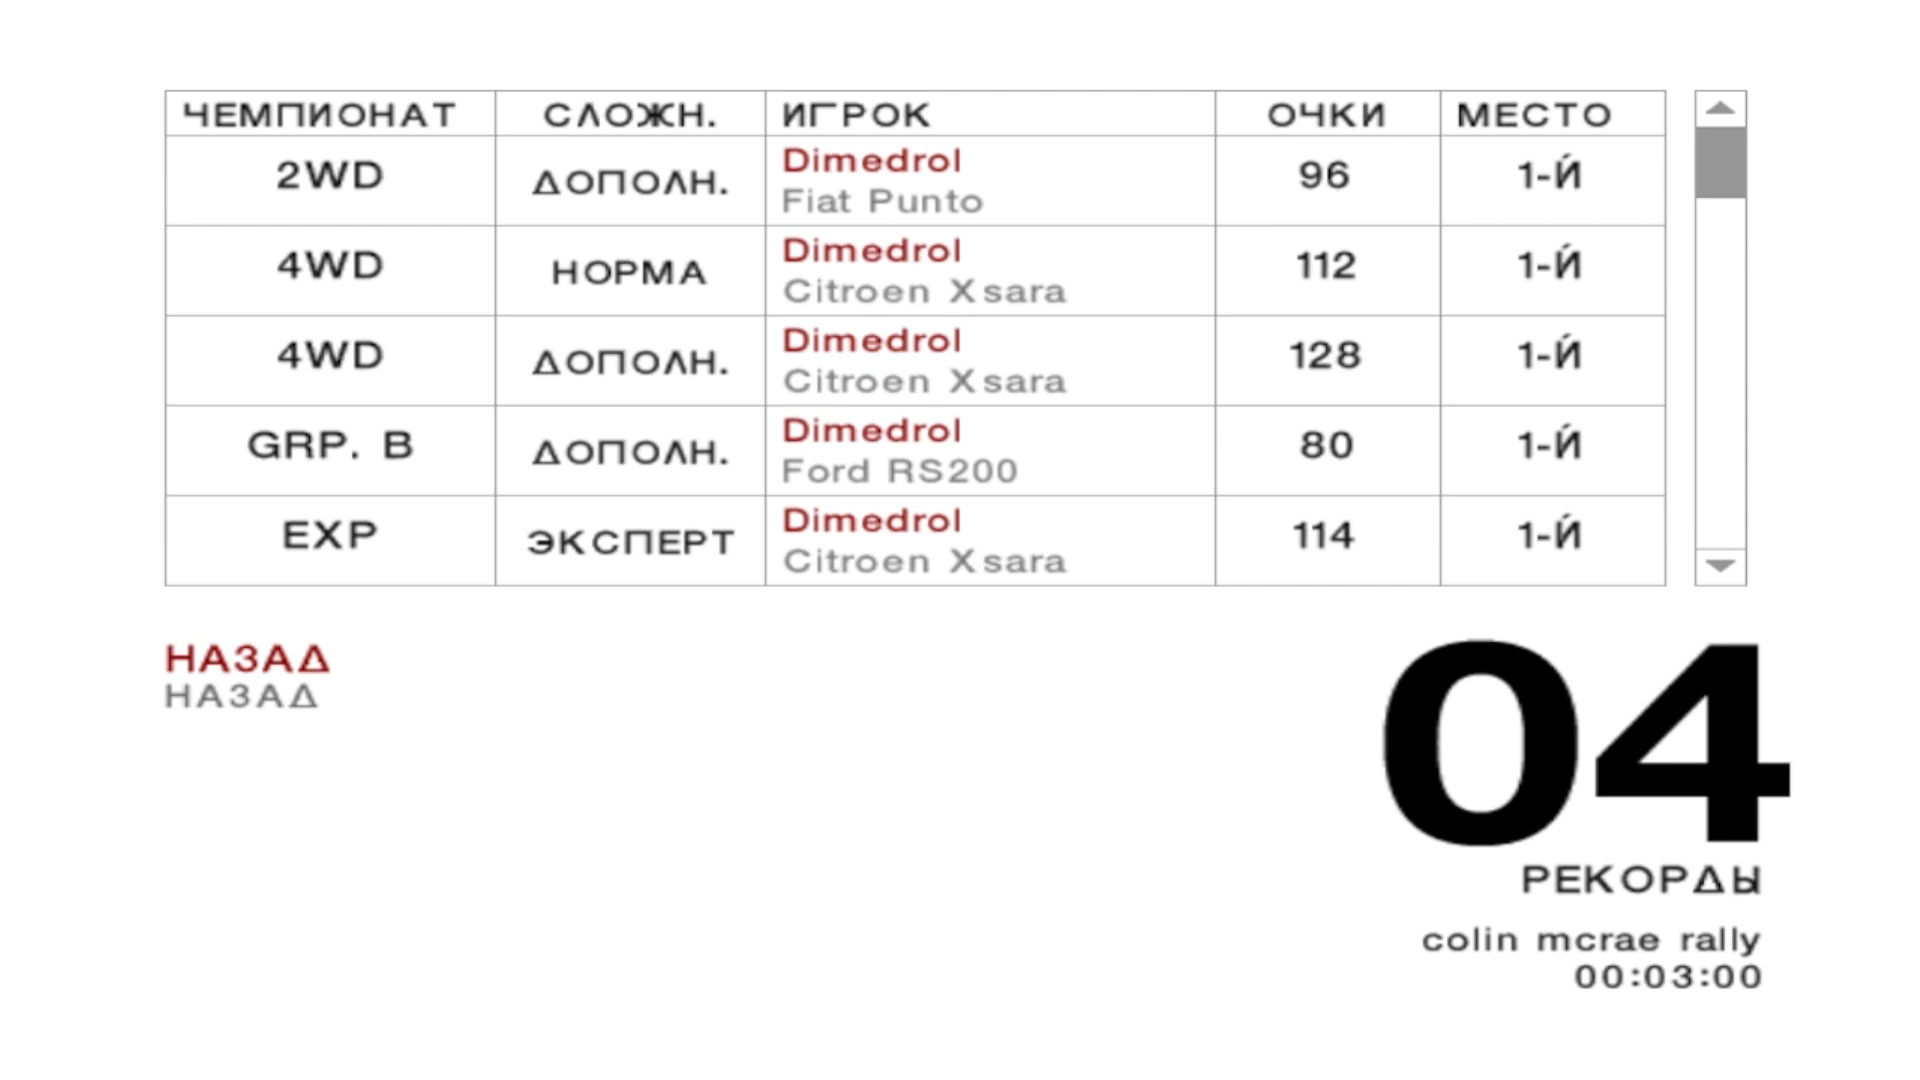 ЧЕМПИОНАТ СЛОЖН. ИГРОК ОЧКИ МЕСТО
2WD ДОПОЛН. Dimedrol 96 1-Й
Fiat Punto
4WD НОРМА Dimedrol 112 1-Й
Citroen Xsara
4WD ДОПОЛН. Dimedrol 128 1-Й
Citroen Xsara
GRP. B ДОПОЛН. Dimedrol 80 1-Й
Ford RS200
EXP ЭКСПЕРТ Dimedrol 114 1-Й
Citroen Xsara
НАЗАД
НАЗАД
04
РЕКОРДЫ
colin mcrae rally
00:03:00